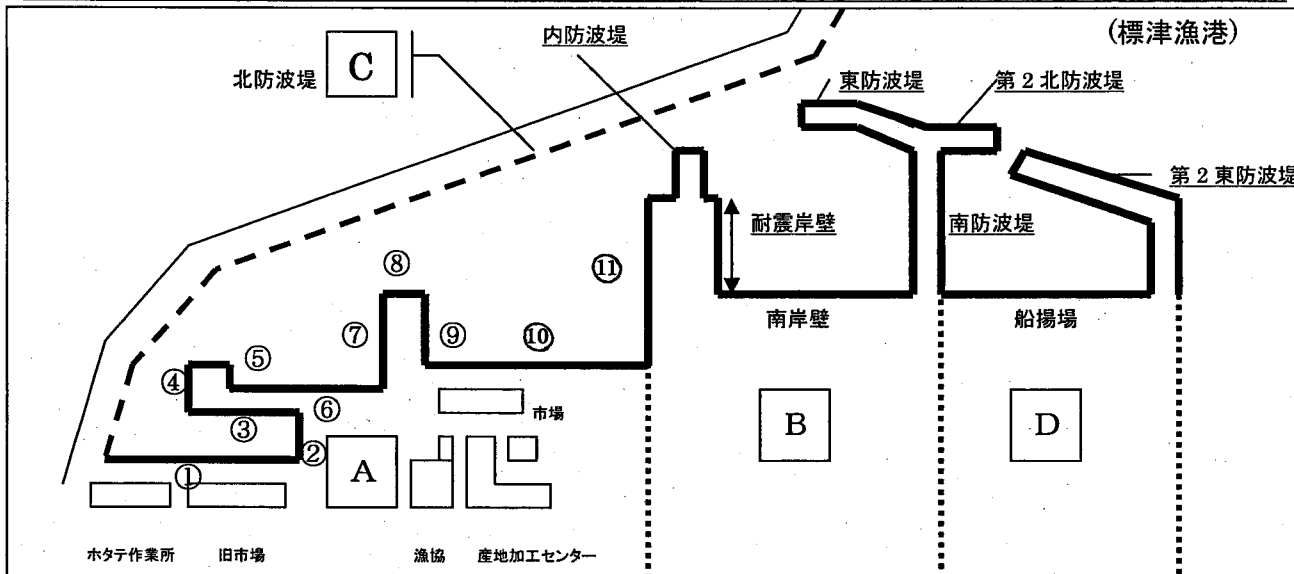 (標津漁港)
内防波堤
北防波堤
C
東防波堤
第2北防波堤
第2東防波堤
耐震岸壁
南防波堤
⑧
⑪
南岸壁
船揚場
⑦
⑨
⑩
⑤
④
⑥
市場
③
B
D
②
A
①
ホタテ作業所
旧市場
漁協
産地加工センター